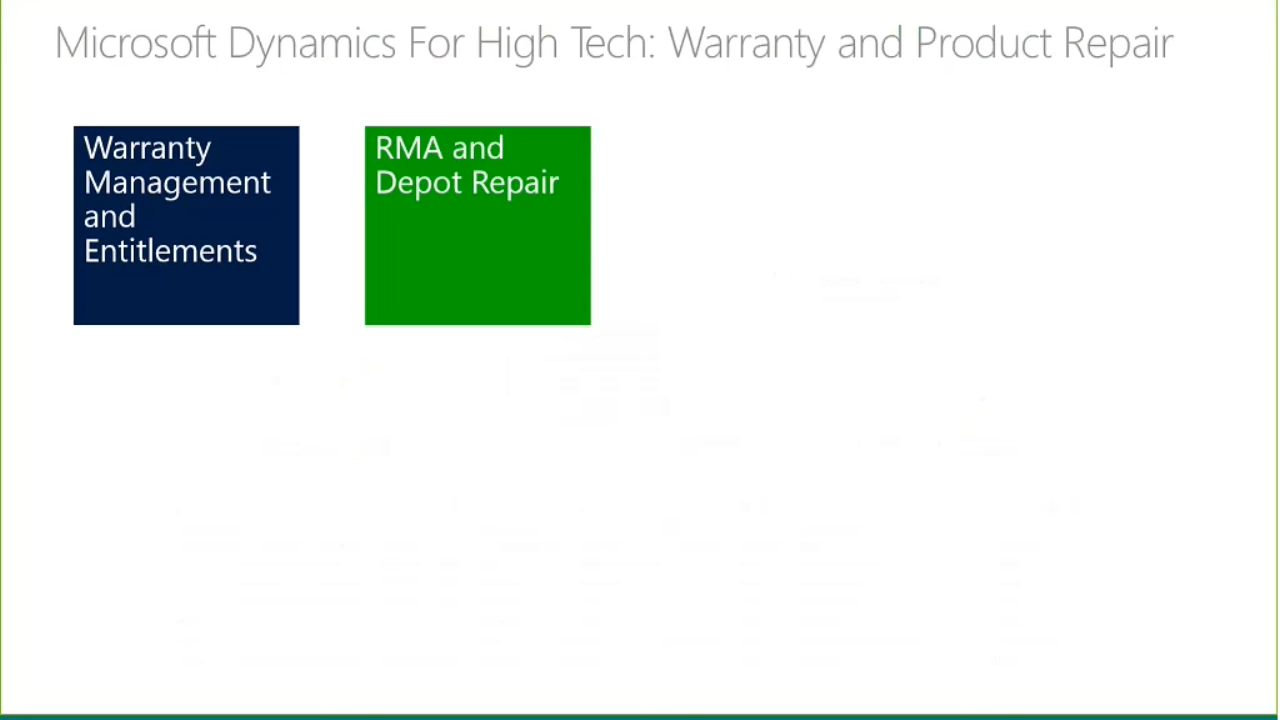 Microsoft Dynamics For High Tech: Warranty and Product Repair
Warranty
Management
and
Entitlements
RMA and
Depot Repair